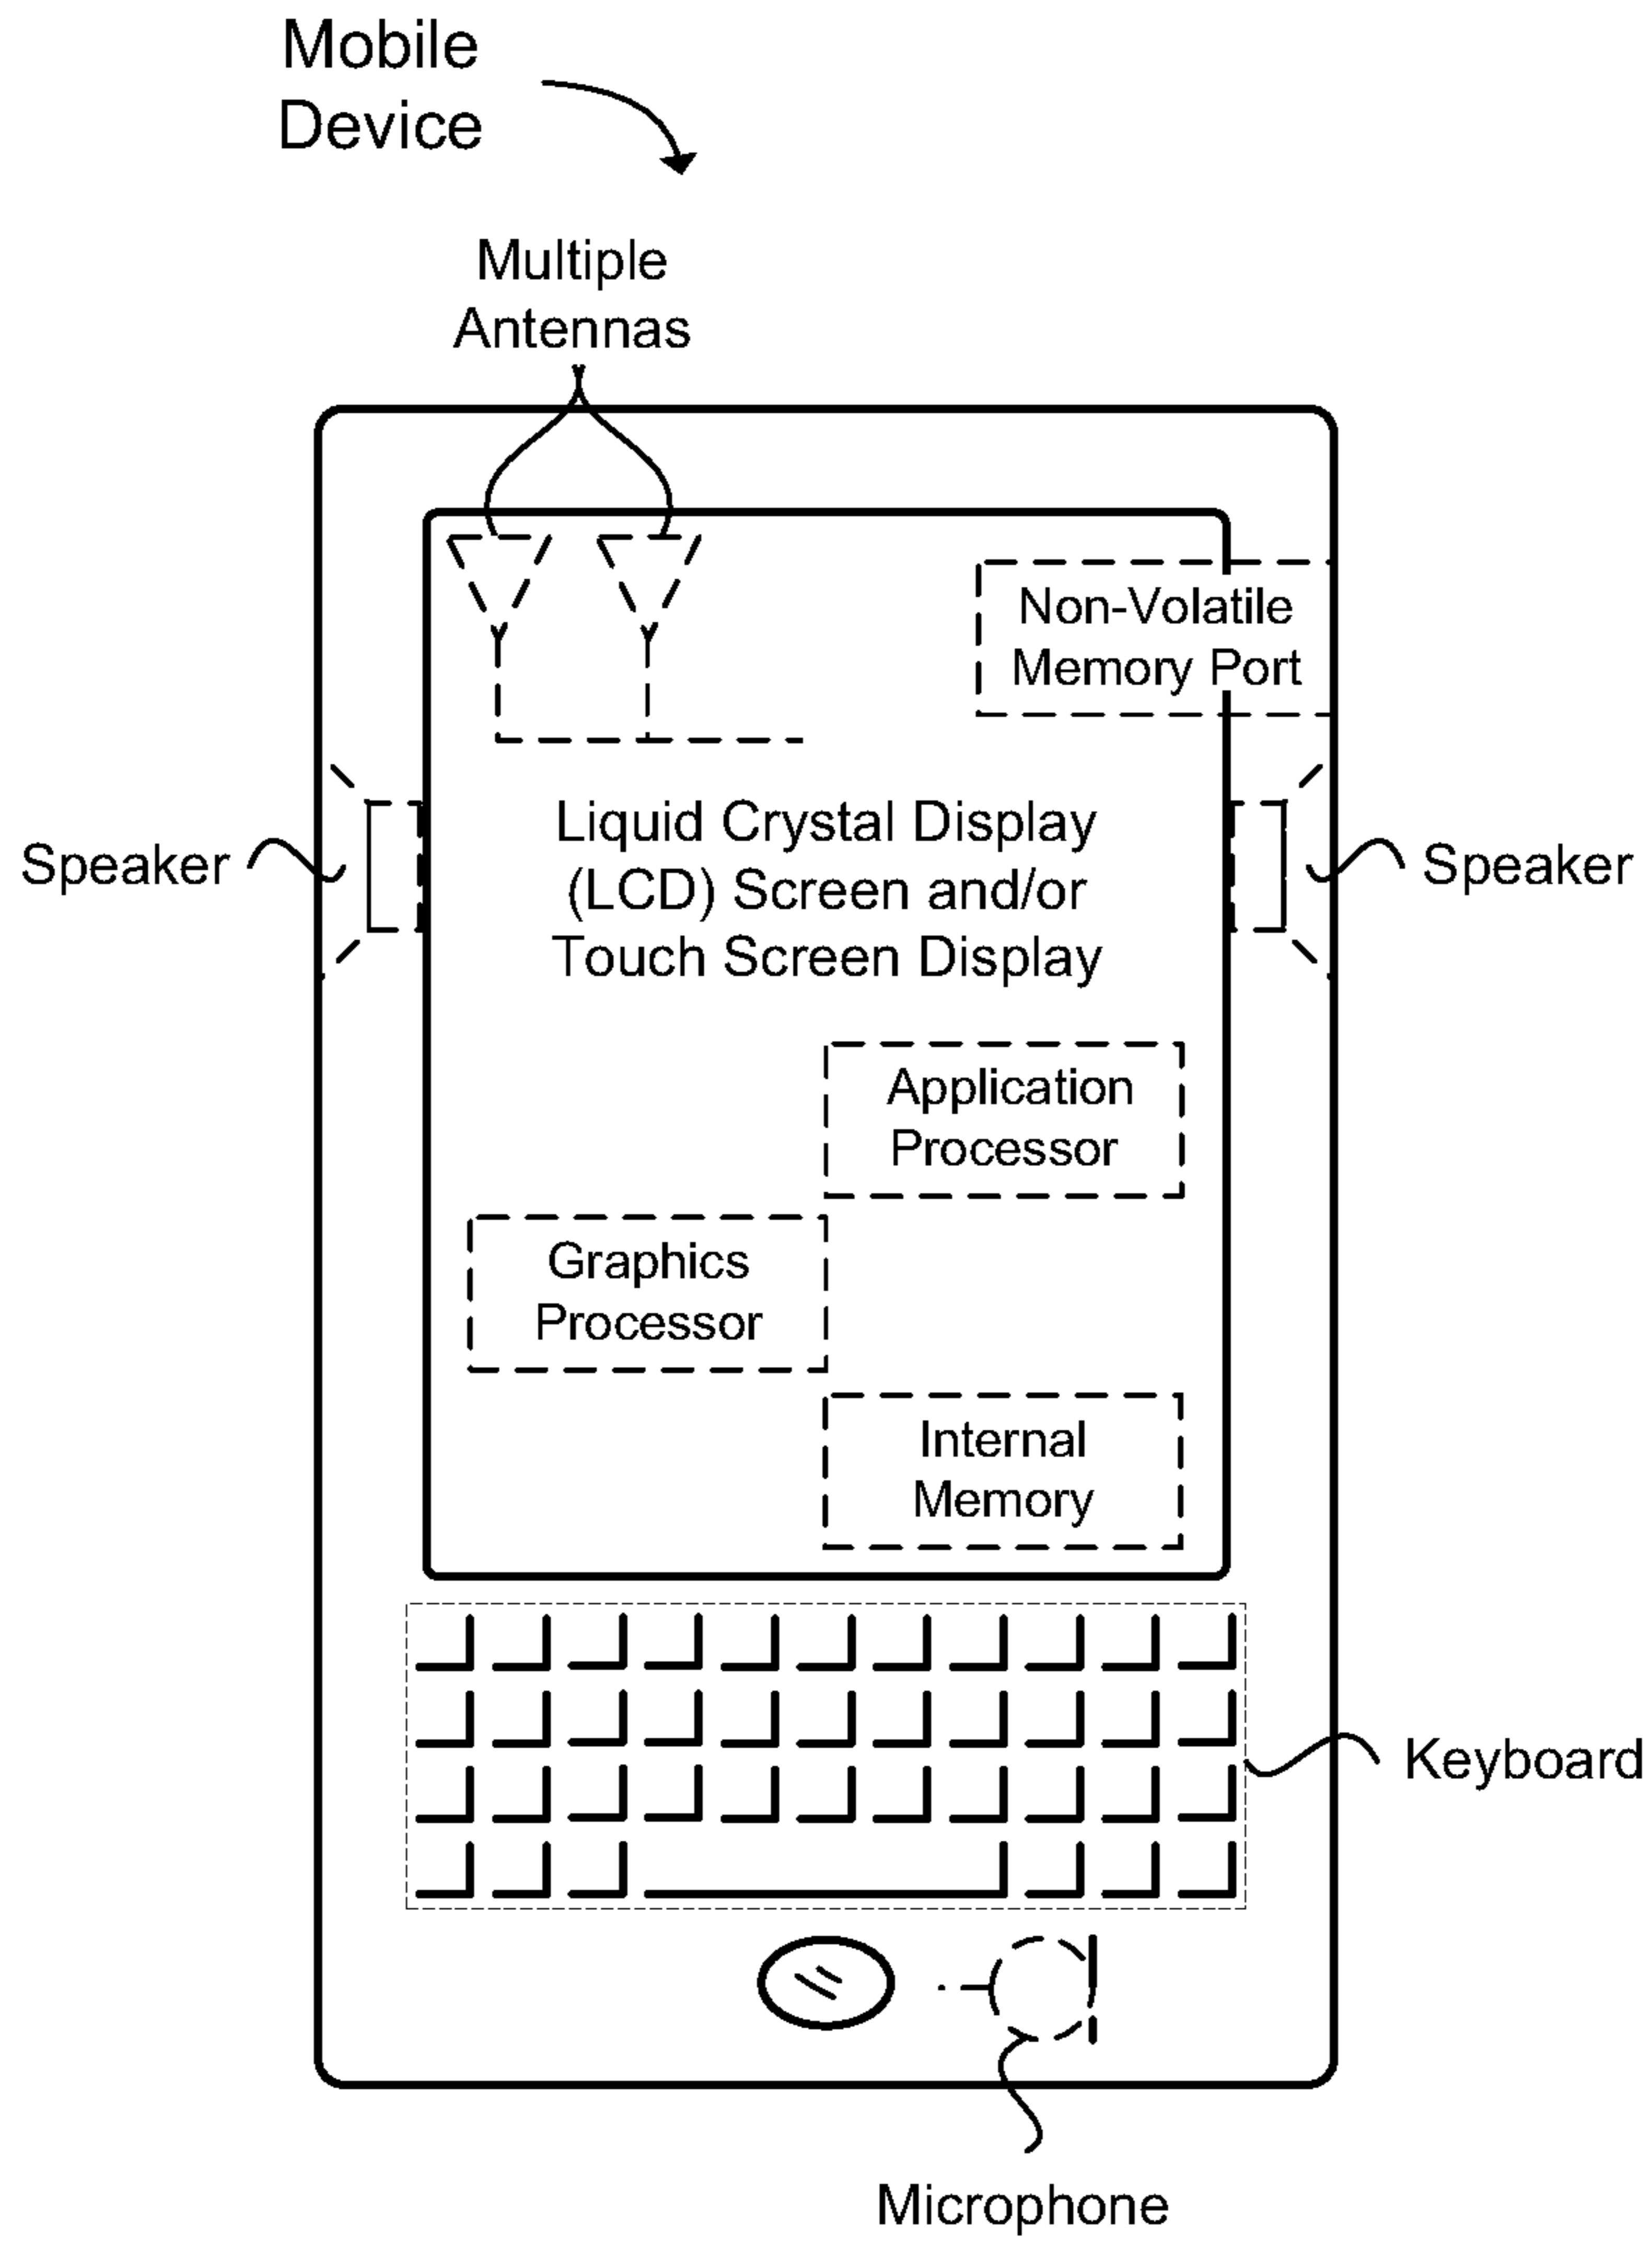 Mobile
Device
Multiple
Antennas
Non-Volatile
Memory Port
Speaker
Liquid Crystal Display
(LCD) Screen and/or
Touch Screen Display
Speaker
Application
Processor
Graphics
Processor
Internal
Memory
Keyboard
Microphone